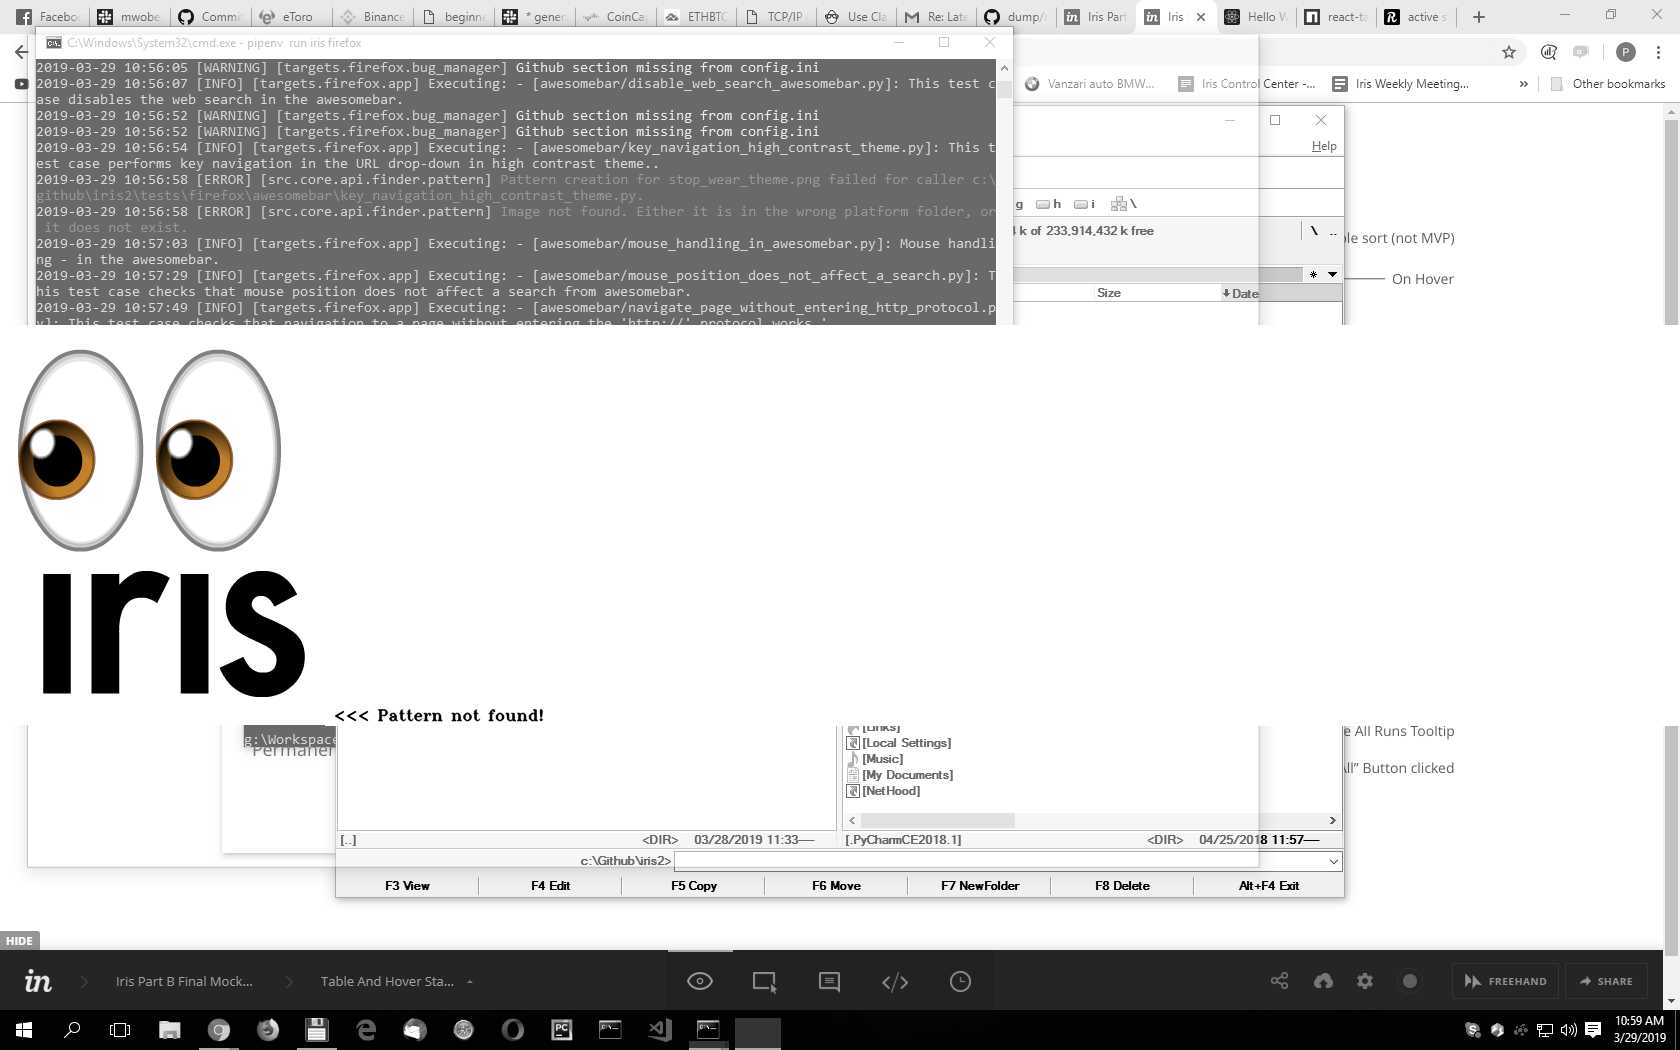 Facebo
mwobe
Commi
eToro
Binance
beginne
* gener
CoinCa
ETHBTC
TCP/IP
Use Cla
Re: Late
dump/r
Iris Part
Iris
Hello W
react-ta
active s
C:\Windows\System32\cmd.exe - pipenv run iris firefox
P
Vanzari auto BMW...
Iris Control Center -...
Iris Weekly Meeting...
»
Other bookmarks
2019-03-29 10:56:05 [WARNING] [targets.firefox.bug_manager] Github section missing from config.ini
2019-03-29 10:56:07 [INFO] [targets.firefox.app] Executing: - [awesomebar/disable_web_search_awesomebar.py]: This test c
ase disables the web search in the awesomebar.
2019-03-29 10:56:52 [WARNING] [targets.firefox.bug_manager] Github section missing from config.ini
2019-03-29 10:56:52 [WARNING] [targets.firefox.bug_manager] Github section missing from config.ini
2019-03-29 10:56:54 [INFO] [targets.firefox.app] Executing: - [awesomebar/key_navigation_high_contrast_theme.py]: This t
est case performs key navigation in the URL drop-down in high contrast theme..
2019-03-29 10:56:58 [ERROR] [src.core.api.finder.pattern] Pattern creation for stop_wear_theme.png failed for caller c:\
github\iris2\tests\firefox\awesomebar\key_navigation_high_contrast_theme.py.
2019-03-29 10:56:58 [ERROR] [src.core.api.finder.pattern] Image not found. Either it is in the wrong platform folder, or
it does not exist.
2019-03-29 10:57:03 [INFO] [targets.firefox.app] Executing: - [awesomebar/mouse_handling_in_awesomebar.py]: Mouse handli
ng - in the awesomebar.
2019-03-29 10:57:29 [INFO] [targets.firefox.app] Executing: - [awesomebar/mouse_position_does_not_affect_a_search.py]: T
his test case checks that mouse position does not affect a search from awesomebar.
2019-03-29 10:57:49 [INFO] [targets.firefox.app] Executing: - [awesomebar/navigate_page_without_entering_http_protocol.p
y]: This test case checks that navigation to a page without entering the 'http://' protocol works.'
Help
g h i \
k of 233,914,432 k free
\ ..
le sort (not MVP)
On Hover
* 
Size
Date
iris
<<< Pattern not found!
g:\Workspace
Permaner
[Links]
[Local Settings]
[Music]
[My Documents]
[NetHood]
e All Runs Tooltip
All" Button clicked
[..] <DIR> 03/28/2019 11:33----
[.PyCharmCE2018.1] <DIR> 04/25/2018 11:57----
c:\Github\iris2>
F3 View
F4 Edit
F5 Copy
F6 Move
F7 NewFolder
F8 Delete
Alt+F4 Exit
HIDE
in
Iris Part B Final Mock...
Table And Hover Sta...
FREEHAND
SHARE
10:59 AM
3/29/2019